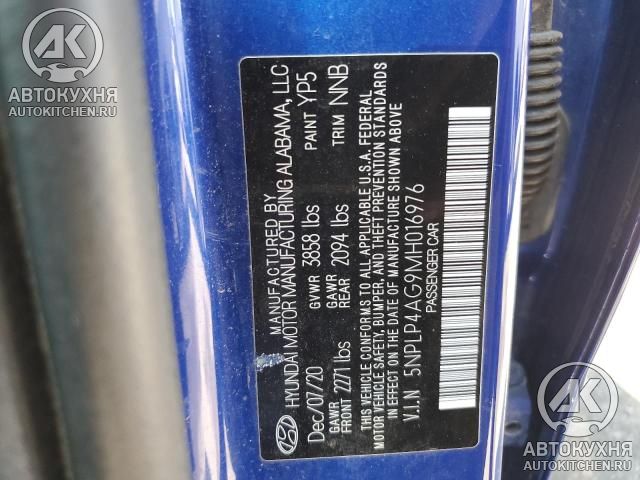 MANUFACTURED BY
HYUNDAI MOTOR MANUFACTURING ALABAMA, LLC
Dec/07/20 GVWR 3858 lbs PAINT YP5
GAWR FRONT 2271 lbs GAWR REAR 2094 lbs TRIM NNB
THIS VEHICLE CONFORMS TO ALL APPLICABLE U.S.A. FEDERAL
MOTOR VEHICLE SAFETY, BUMPER, AND THEFT PREVENTION STANDARDS
IN EFFECT ON THE DATE OF MANUFACTURE SHOWN ABOVE
V.I.N 5NPLP4AG9MH016976
PASSENGER CAR
АК
АВТОКУХНЯ
AUTOKITCHEN.RU
АК
АВТОКУХНЯ
AUTOKITCHEN.RU